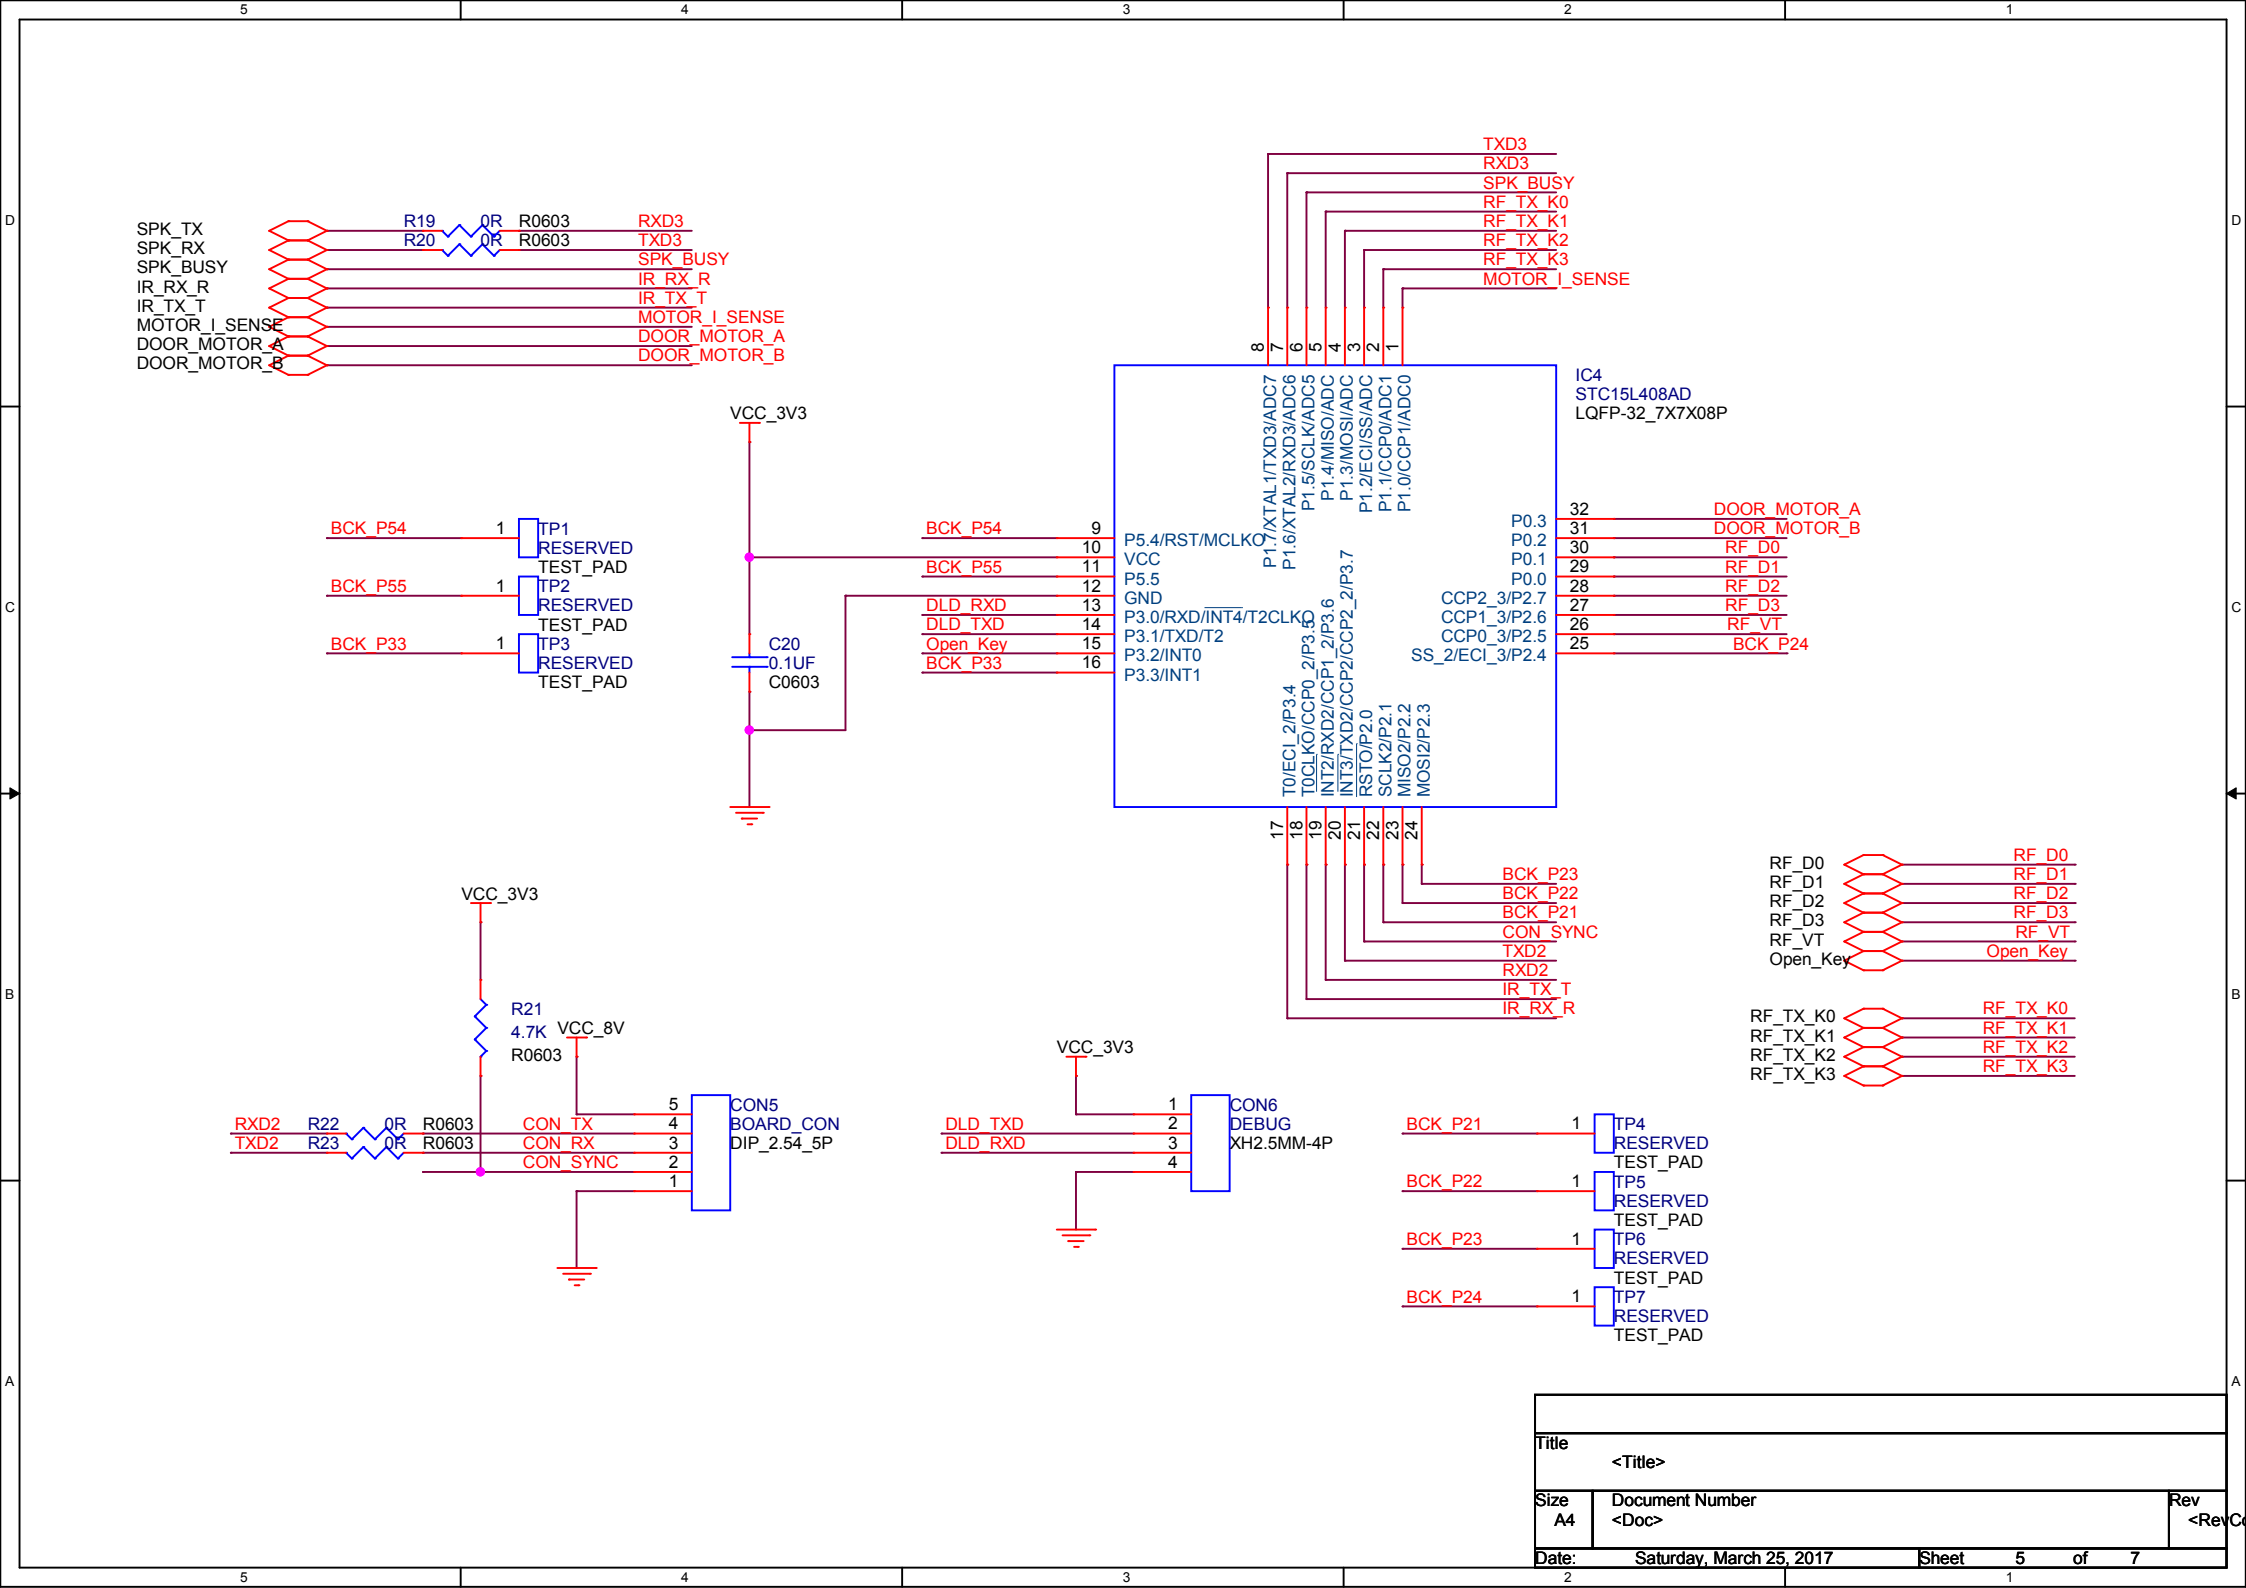 5 4 3 2 1
D D
C C
B B
A A
5 4 3 2 1
TXD3
RXD3
SPK_BUSY
RF_TX_K0
RF_TX_K1
RF_TX_K2
RF_TX_K3
MOTOR_I_SENSE
SPK_TX R19 0R R0603 RXD3
SPK_RX R20 0R R0603 TXD3
SPK_BUSY SPK_BUSY
IR_RX_R IR_RX_R
IR_TX_T IR_TX_T
MOTOR_I_SENSE MOTOR_I_SENSE
DOOR_MOTOR_A DOOR_MOTOR_A
DOOR_MOTOR_B DOOR_MOTOR_B
8 7 6 5 4 3 2 1
P1.7/XTAL1/TXD3/ADC7
P1.6/XTAL2/RXD3/ADC6
P1.5/SCLK/ADC5
P1.4/MISO/ADC
P1.3/MOSI/ADC
P1.2/ECI/SS/ADC
P1.1/CCP0/ADC1
P1.0/CCP1/ADC0
IC4
STC15L408AD
LQFP-32_7X7X08P
VCC_3V3
BCK_P54 1 TP1
RESERVED
TEST_PAD
BCK_P55 1 TP2
RESERVED
TEST_PAD
BCK_P33 1 TP3
RESERVED
TEST_PAD
C20
0.1UF
C0603
BCK_P54 9 P5.4/RST/MCLKO
10 VCC
BCK_P55 11 P5.5
12 GND
DLD_RXD 13 P3.0/RXD/INT4/T2CLKO
DLD_TXD 14 P3.1/TXD/T2
Open_Key 15 P3.2/INT0
BCK_P33 16 P3.3/INT1
P0.3 32 DOOR_MOTOR_A
P0.2 31 DOOR_MOTOR_B
P0.1 30 RF_D0
P0.0 29 RF_D1
CCP2_3/P2.7 28 RF_D2
CCP1_3/P2.6 27 RF_D3
CCP0_3/P2.5 26 RF_VT
SS_2/ECI_3/P2.4 25 BCK_P24
T0/ECI_2/P3.4
T0CLKO/CCP0_2/P3.5
INT2/RXD2/CCP1_2/P3.6
INT3/TXD2/CCP2/CCP2_2/P3.7
RSTO/P2.0
SCLK2/P2.1
MISO2/P2.2
MOSI2/P2.3
17 18 19 20 21 22 23 24
BCK_P23
BCK_P22
BCK_P21
CON_SYNC
TXD2
RXD2
IR_TX_T
IR_RX_R
RF_D0 RF_D0
RF_D1 RF_D1
RF_D2 RF_D2
RF_D3 RF_D3
RF_VT RF_VT
Open_Key Open_Key
RF_TX_K0 RF_TX_K0
RF_TX_K1 RF_TX_K1
RF_TX_K2 RF_TX_K2
RF_TX_K3 RF_TX_K3
VCC_3V3
R21
4.7K
R0603
VCC_8V
5 CON5
RXD2 R22 0R R0603 CON_TX 4 BOARD_CON
TXD2 R23 0R R0603 CON_RX 3 DIP_2.54_5P
CON_SYNC 2
1
VCC_3V3
1 CON6
DLD_TXD 2 DEBUG
DLD_RXD 3 XH2.5MM-4P
4
BCK_P21 1 TP4
RESERVED
TEST_PAD
BCK_P22 1 TP5
RESERVED
TEST_PAD
BCK_P23 1 TP6
RESERVED
TEST_PAD
BCK_P24 1 TP7
RESERVED
TEST_PAD
Title
<Title>
Size Document Number Rev
A4 <Doc> <RevCo
Date: Saturday, March 25, 2017 Sheet 5 of 7